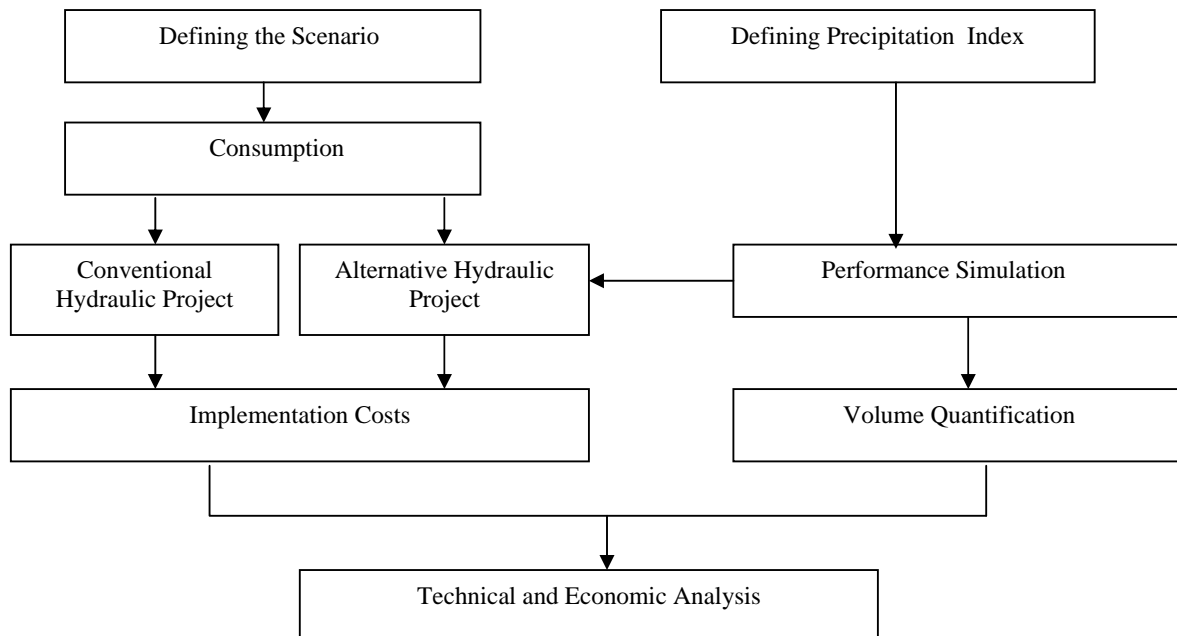 Defining the Scenario
Defining Precipitation Index
Consumption
Conventional
Hydraulic Project
Alternative Hydraulic
Project
Performance Simulation
Implementation Costs
Volume Quantification
Technical and Economic Analysis